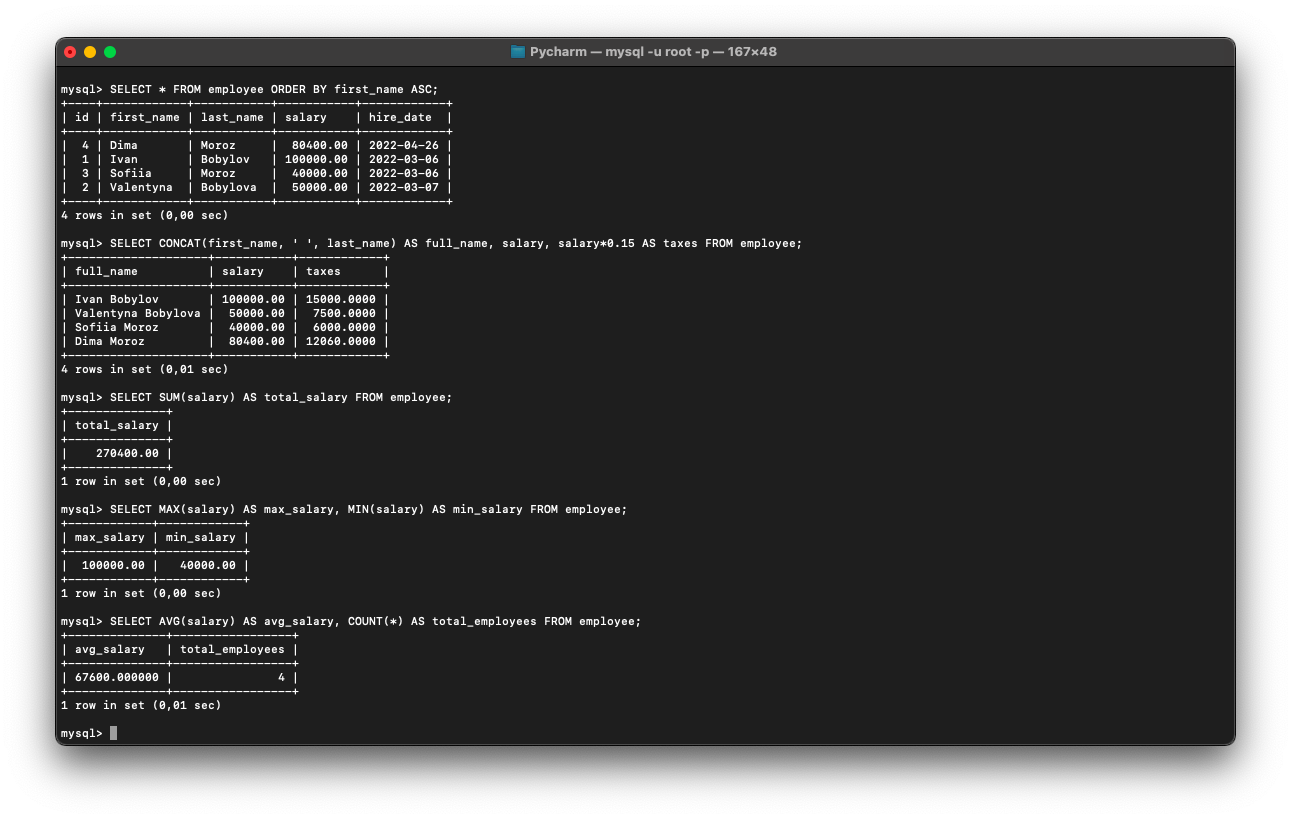 Pycharm — mysql -u root -p — 167×48
mysql> SELECT * FROM employee ORDER BY first_name ASC;
+----+------------+-----------+-----------+------------+
| id | first_name | last_name | salary    | hire_date  |
+----+------------+-----------+-----------+------------+
|  4 | Dima       | Moroz     |  80400.00 | 2022-04-26 |
|  1 | Ivan       | Bobylov   | 100000.00 | 2022-03-06 |
|  3 | Sofiia     | Moroz     |  40000.00 | 2022-03-06 |
|  2 | Valentyna  | Bobylova  |  50000.00 | 2022-03-07 |
+----+------------+-----------+-----------+------------+
4 rows in set (0,00 sec)
mysql> SELECT CONCAT(first_name, ' ', last_name) AS full_name, salary, salary*0.15 AS taxes FROM employee;
+--------------------+-----------+------------+
| full_name          | salary    | taxes      |
+--------------------+-----------+------------+
| Ivan Bobylov       | 100000.00 | 15000.0000 |
| Valentyna Bobylova |  50000.00 |  7500.0000 |
| Sofiia Moroz       |  40000.00 |  6000.0000 |
| Dima Moroz         |  80400.00 | 12060.0000 |
+--------------------+-----------+------------+
4 rows in set (0,01 sec)
mysql> SELECT SUM(salary) AS total_salary FROM employee;
+--------------+
| total_salary |
+--------------+
|    270400.00 |
+--------------+
1 row in set (0,00 sec)
mysql> SELECT MAX(salary) AS max_salary, MIN(salary) AS min_salary FROM employee;
+------------+------------+
| max_salary | min_salary |
+------------+------------+
|  100000.00 |   40000.00 |
+------------+------------+
1 row in set (0,00 sec)
mysql> SELECT AVG(salary) AS avg_salary, COUNT(*) AS total_employees FROM employee;
+--------------+-----------------+
| avg_salary   | total_employees |
+--------------+-----------------+
| 67600.000000 |               4 |
+--------------+-----------------+
1 row in set (0,01 sec)
mysql>